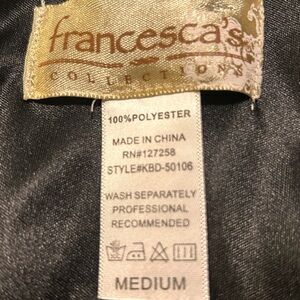 francesca's
COLLECTIONS
100%POLYESTER
MADE IN CHINA
RN#127258
STYLE#KBD-50106
WASH SEPARATELY
PROFESSIONAL
RECOMMENDED
MEDIUM